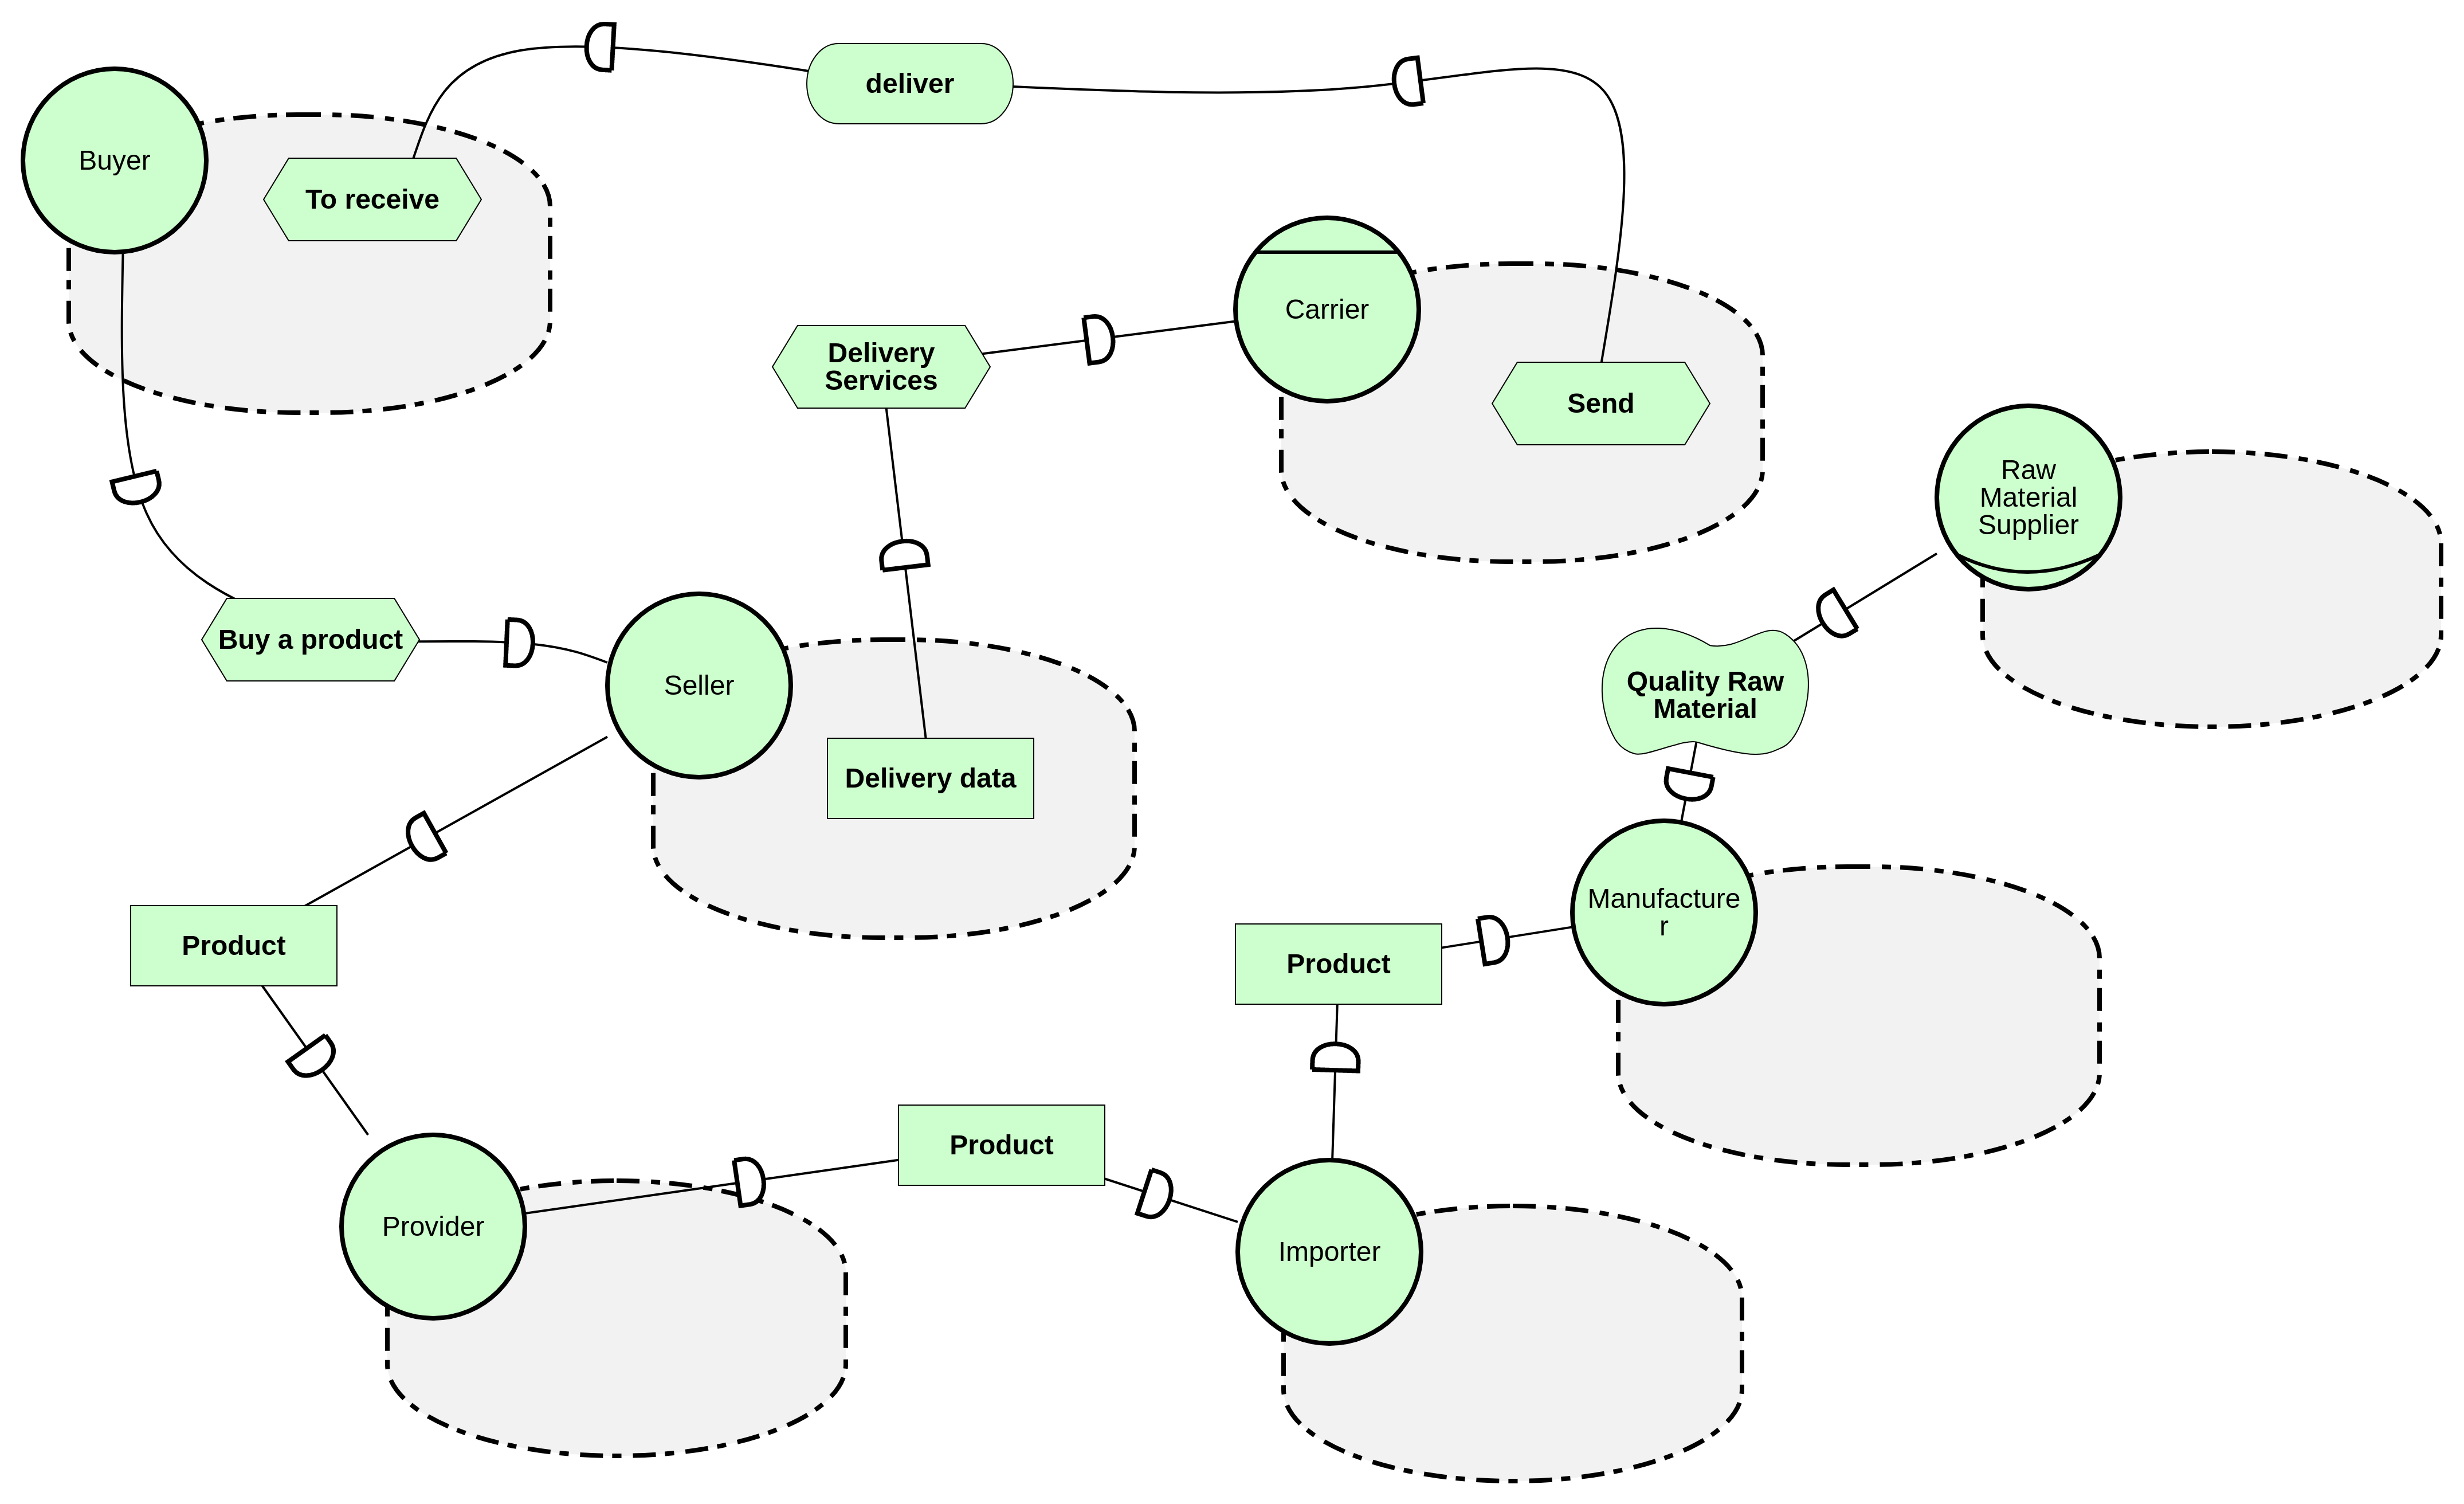 deliver
Buyer
To receive
Carrier
Delivery
Services
Send
Raw
Material
Supplier
Buy a product
Seller
Quality Raw
Material
Delivery data
Manufacture
r
Product
Product
Product
Provider
Importer